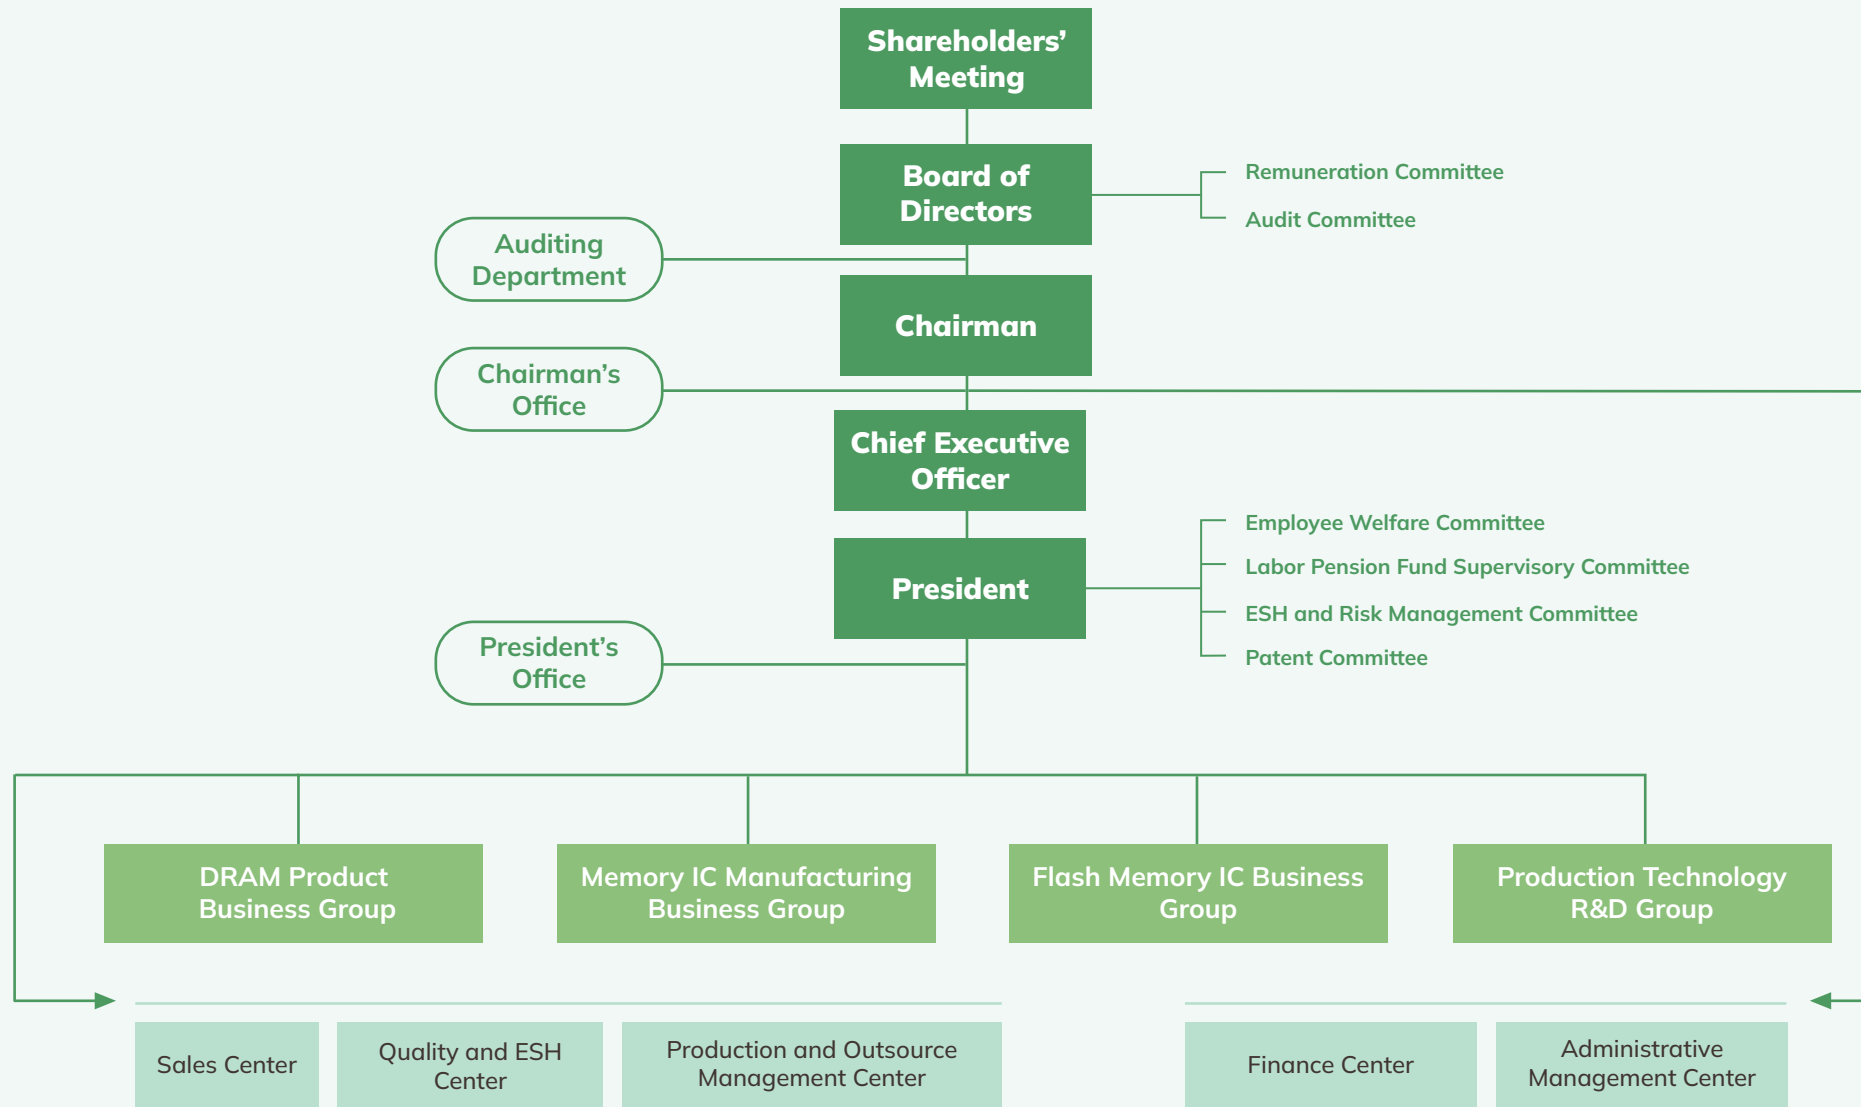 Shareholders’
Meeting
Board of
Directors
Remuneration Committee
Audit Committee
Auditing
Department
Chairman
Chairman’s
Office
Chief Executive
Officer
President
Employee Welfare Committee
Labor Pension Fund Supervisory Committee
ESH and Risk Management Committee
Patent Committee
President’s
Office
DRAM Product
Business Group
Memory IC Manufacturing
Business Group
Flash Memory IC Business
Group
Production Technology
R&D Group
Sales Center
Quality and ESH
Center
Production and Outsource
Management Center
Finance Center
Administrative
Management Center